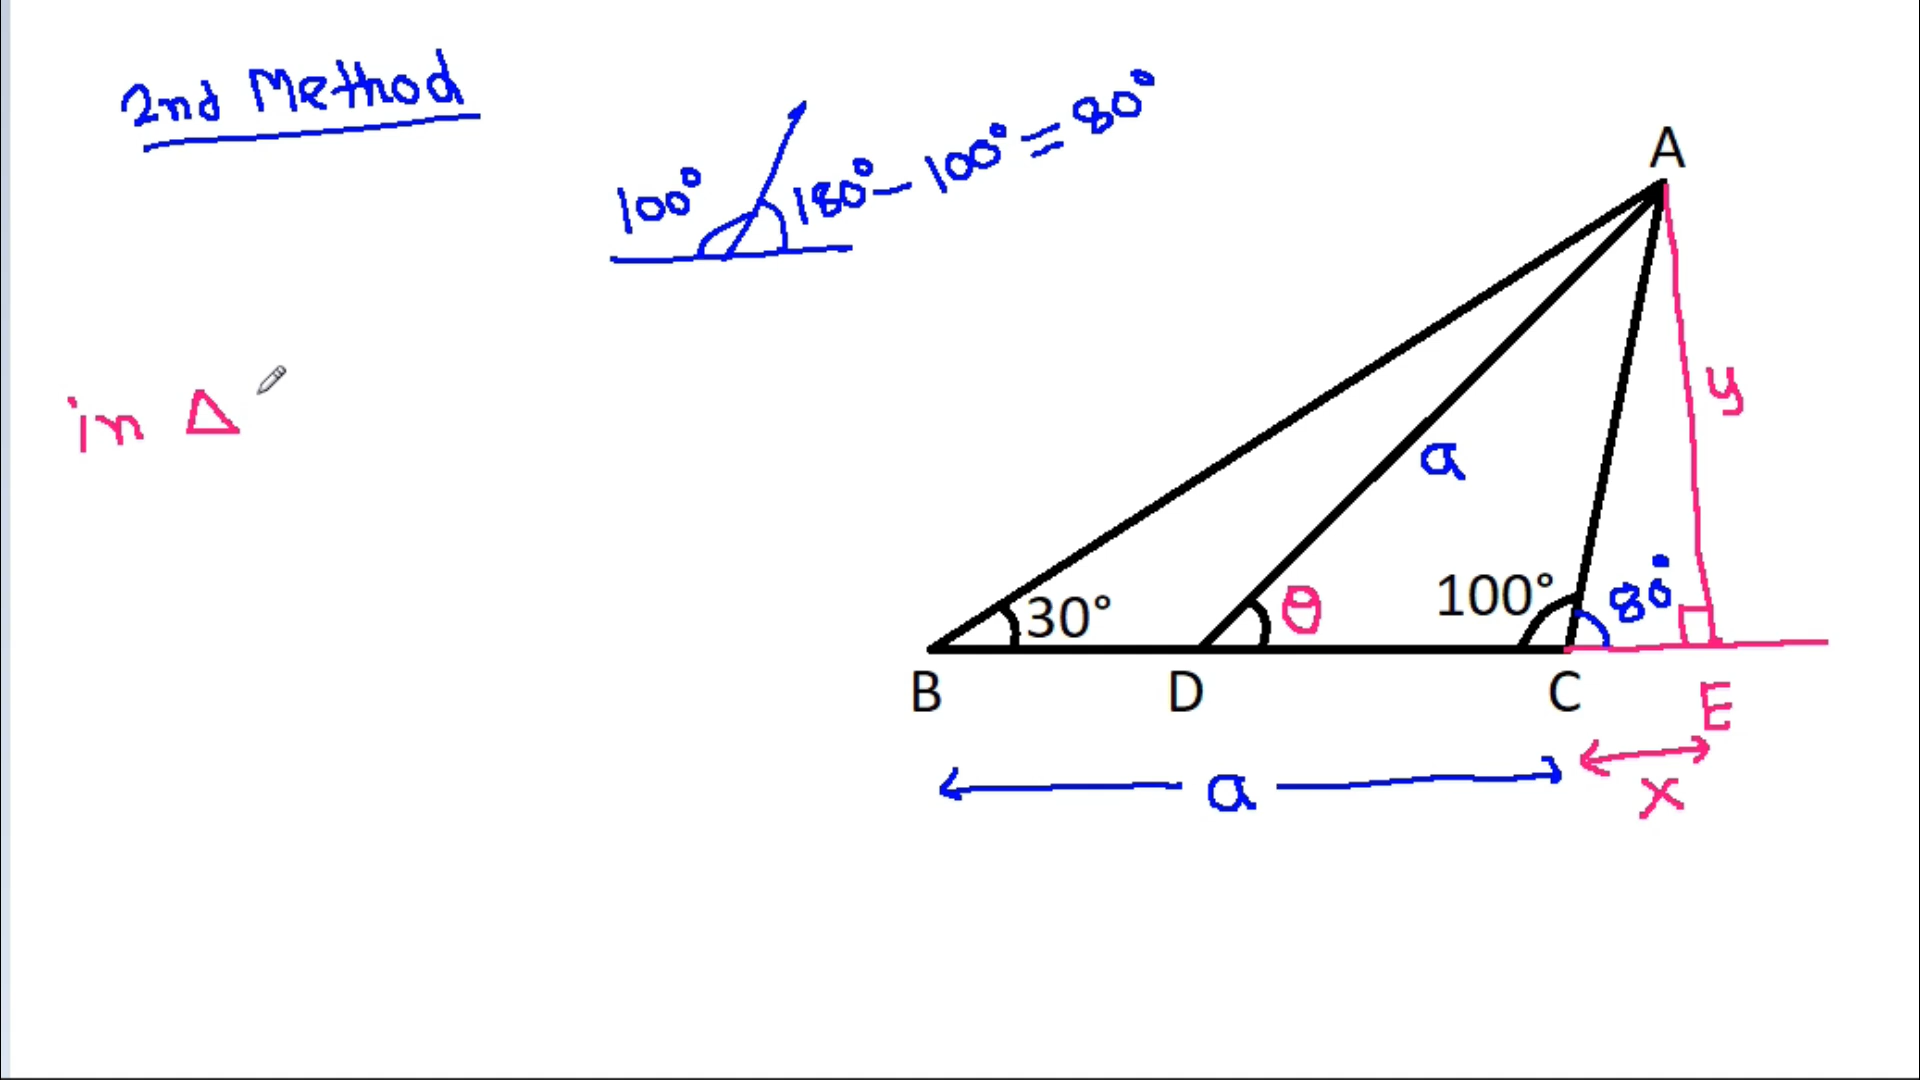 2nd Method
100° 180° - 100° = 80°
A
in Δ
y
a
30° θ 100° 80°
B D C E
a x